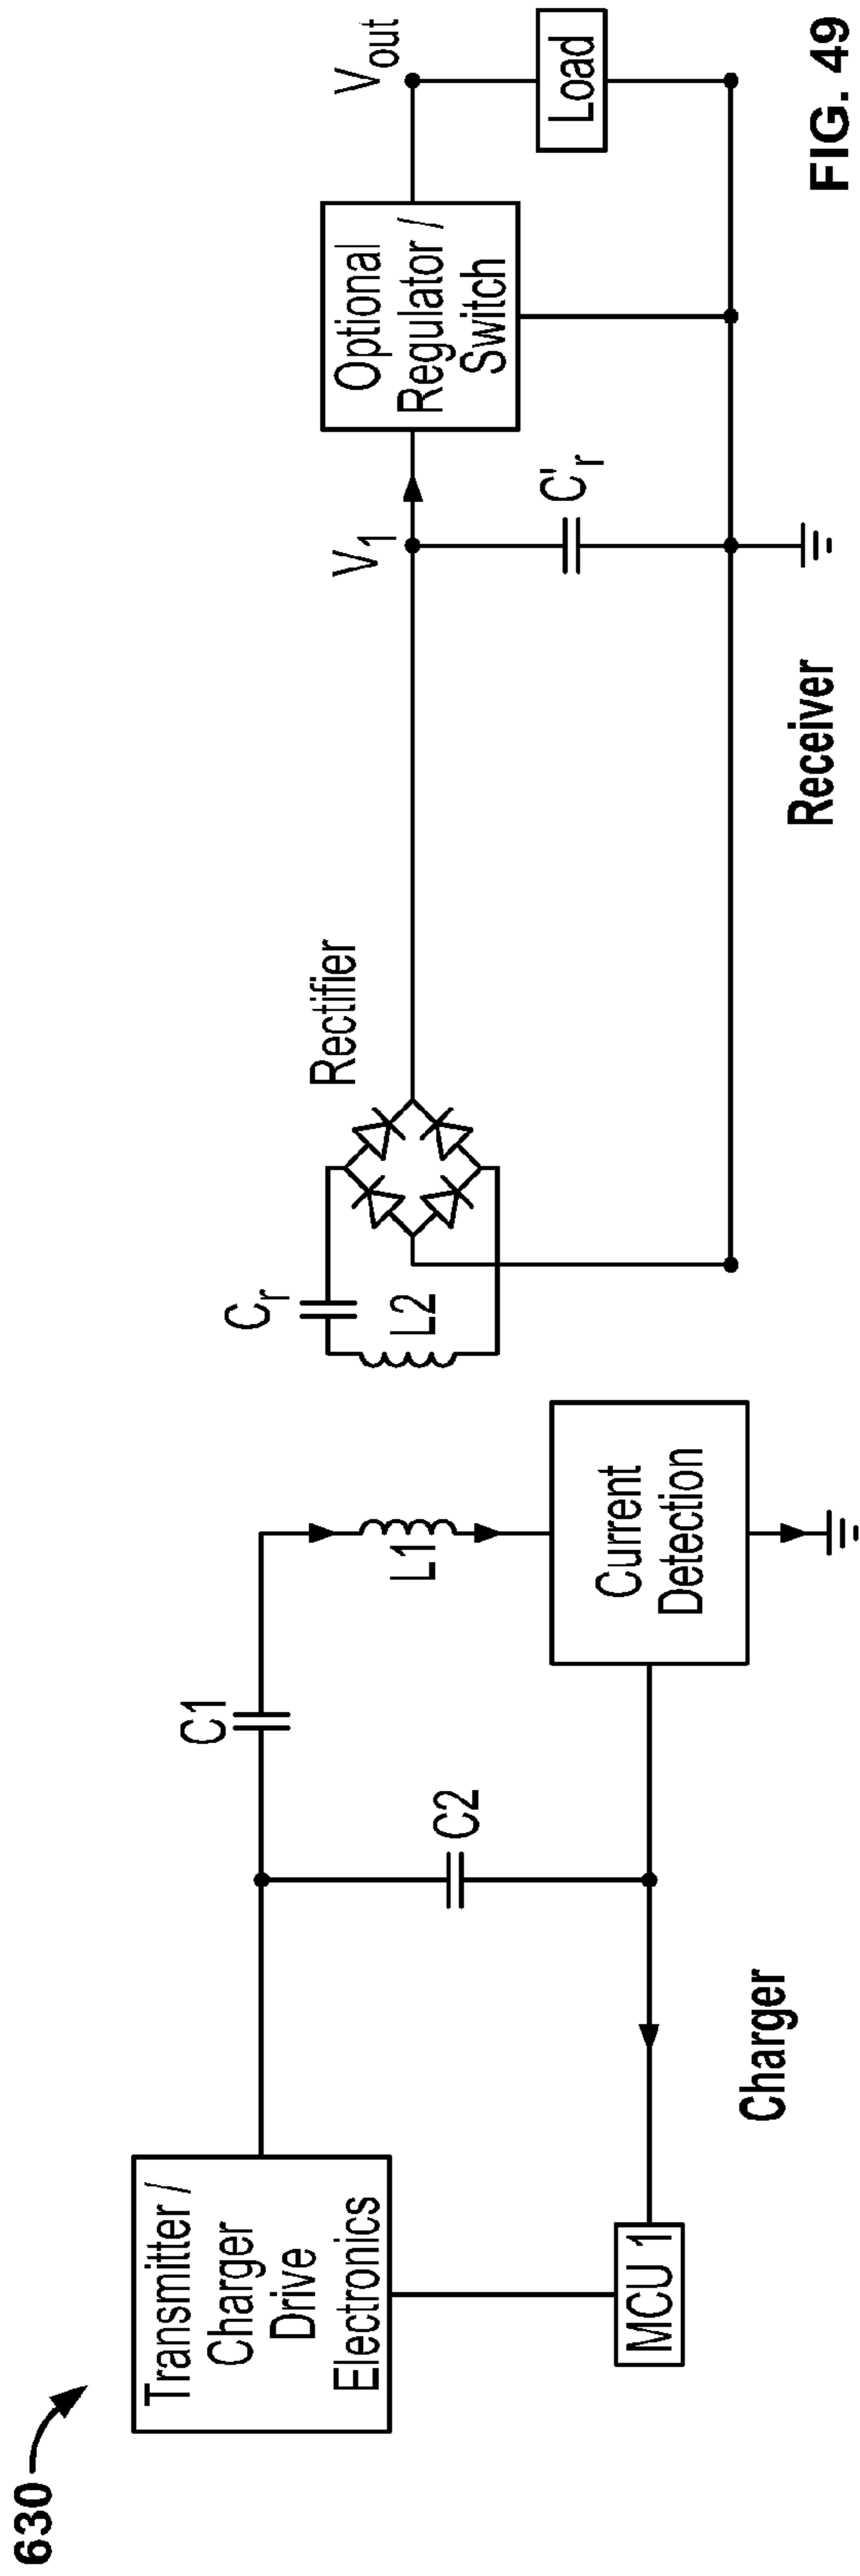 630
Transmitter /
Charger
Drive
Electronics
MCU 1
C1
C2
L1
Current
Detection
Charger
Cr
L2
Rectifier
V1
C'r
Optional
Regulator /
Switch
Vout
Load
Receiver
FIG. 49